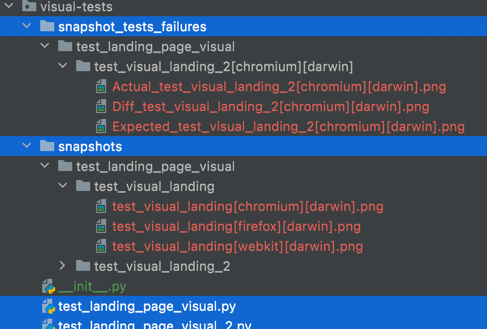 visual-tests
snapshot_tests_failures
test_landing_page_visual
test_visual_landing_2[chromium][darwin]
Actual_test_visual_landing_2[chromium][darwin].png
Diff_test_visual_landing_2[chromium][darwin].png
Expected_test_visual_landing_2[chromium][darwin].png
snapshots
test_landing_page_visual
test_visual_landing
test_visual_landing[chromium][darwin].png
test_visual_landing[firefox][darwin].png
test_visual_landing[webkit][darwin].png
test_visual_landing_2
__init__.py
test_landing_page_visual.py
test_landing_page_visual_2.py